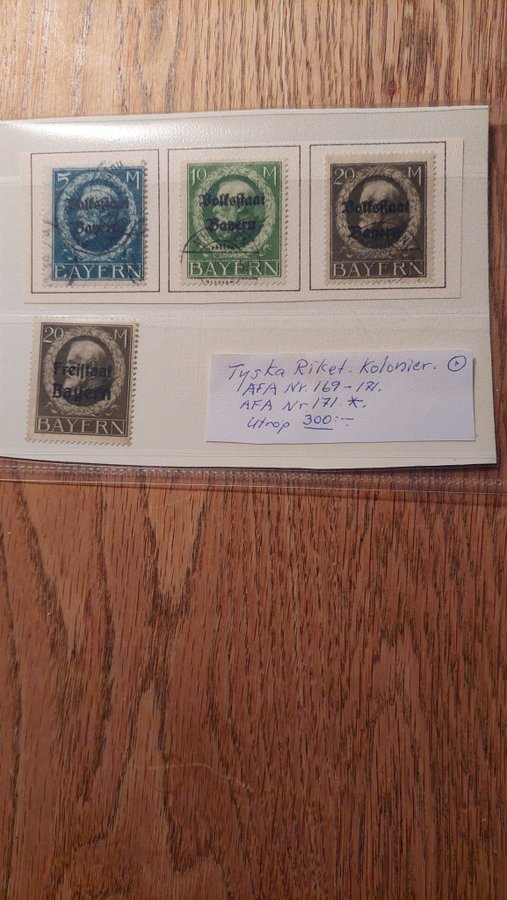 5 M
Volksstaat
Bayern
BAYERN
10 M
Volksstaat
Bayern
BAYERN
20 M
Volksstaat
Bayern
BAYERN
20 M
Freistaat
Bayern
BAYERN
Tyska Riket. Kolonier.
AFA Nr. 169-171.
AFA Nr 171. *.
Utrop 300:-